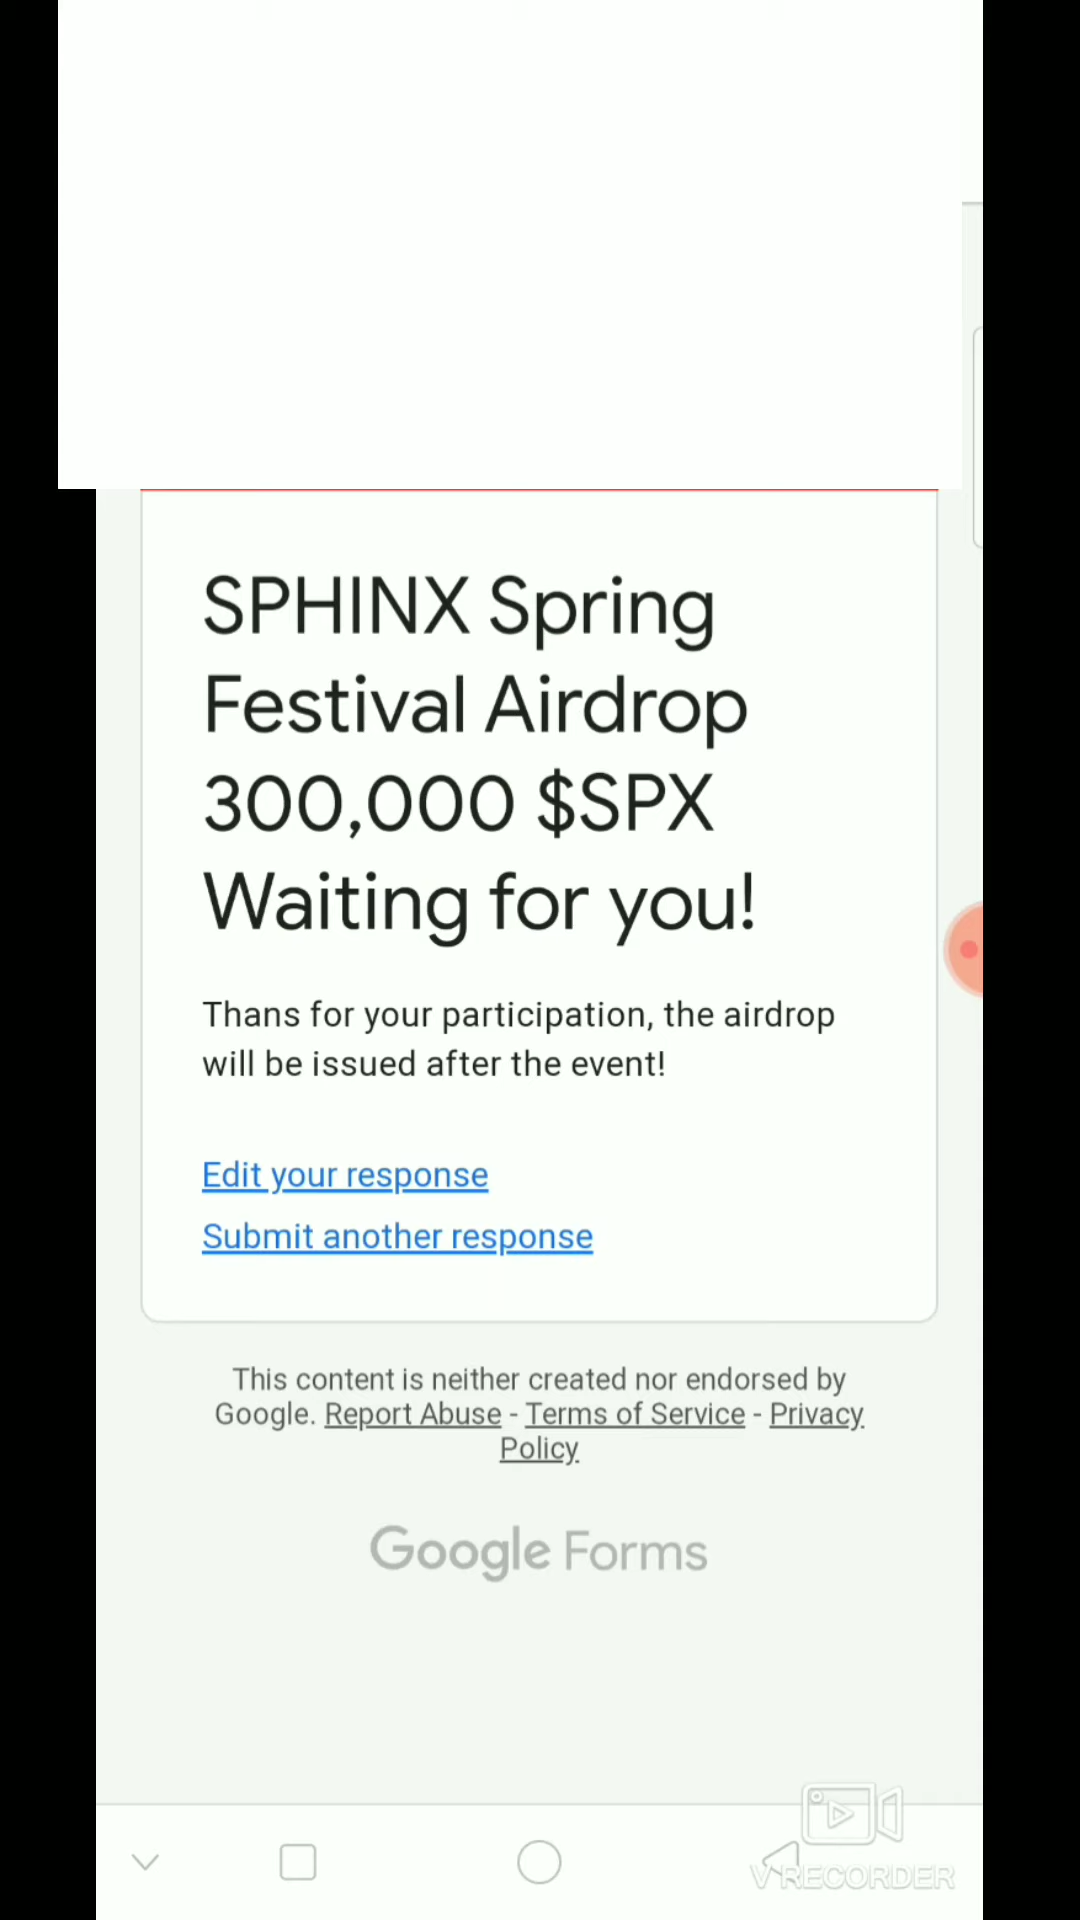 SPHINX Spring
Festival Airdrop
300,000 $SPX
Waiting for you!
Thans for your participation, the airdrop
will be issued after the event!
Edit your response
Submit another response
This content is neither created nor endorsed by
Google. Report Abuse - Terms of Service - Privacy
Policy
Google Forms
V RECORDER